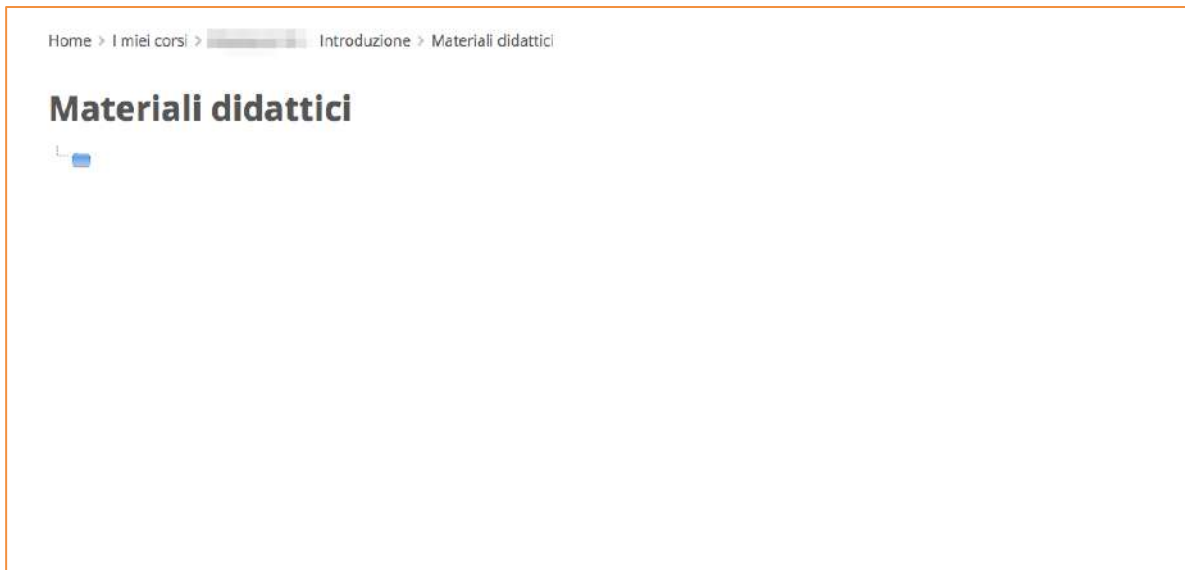 Home > I miei corsi > Introduzione > Materiali didattici
Materiali didattici